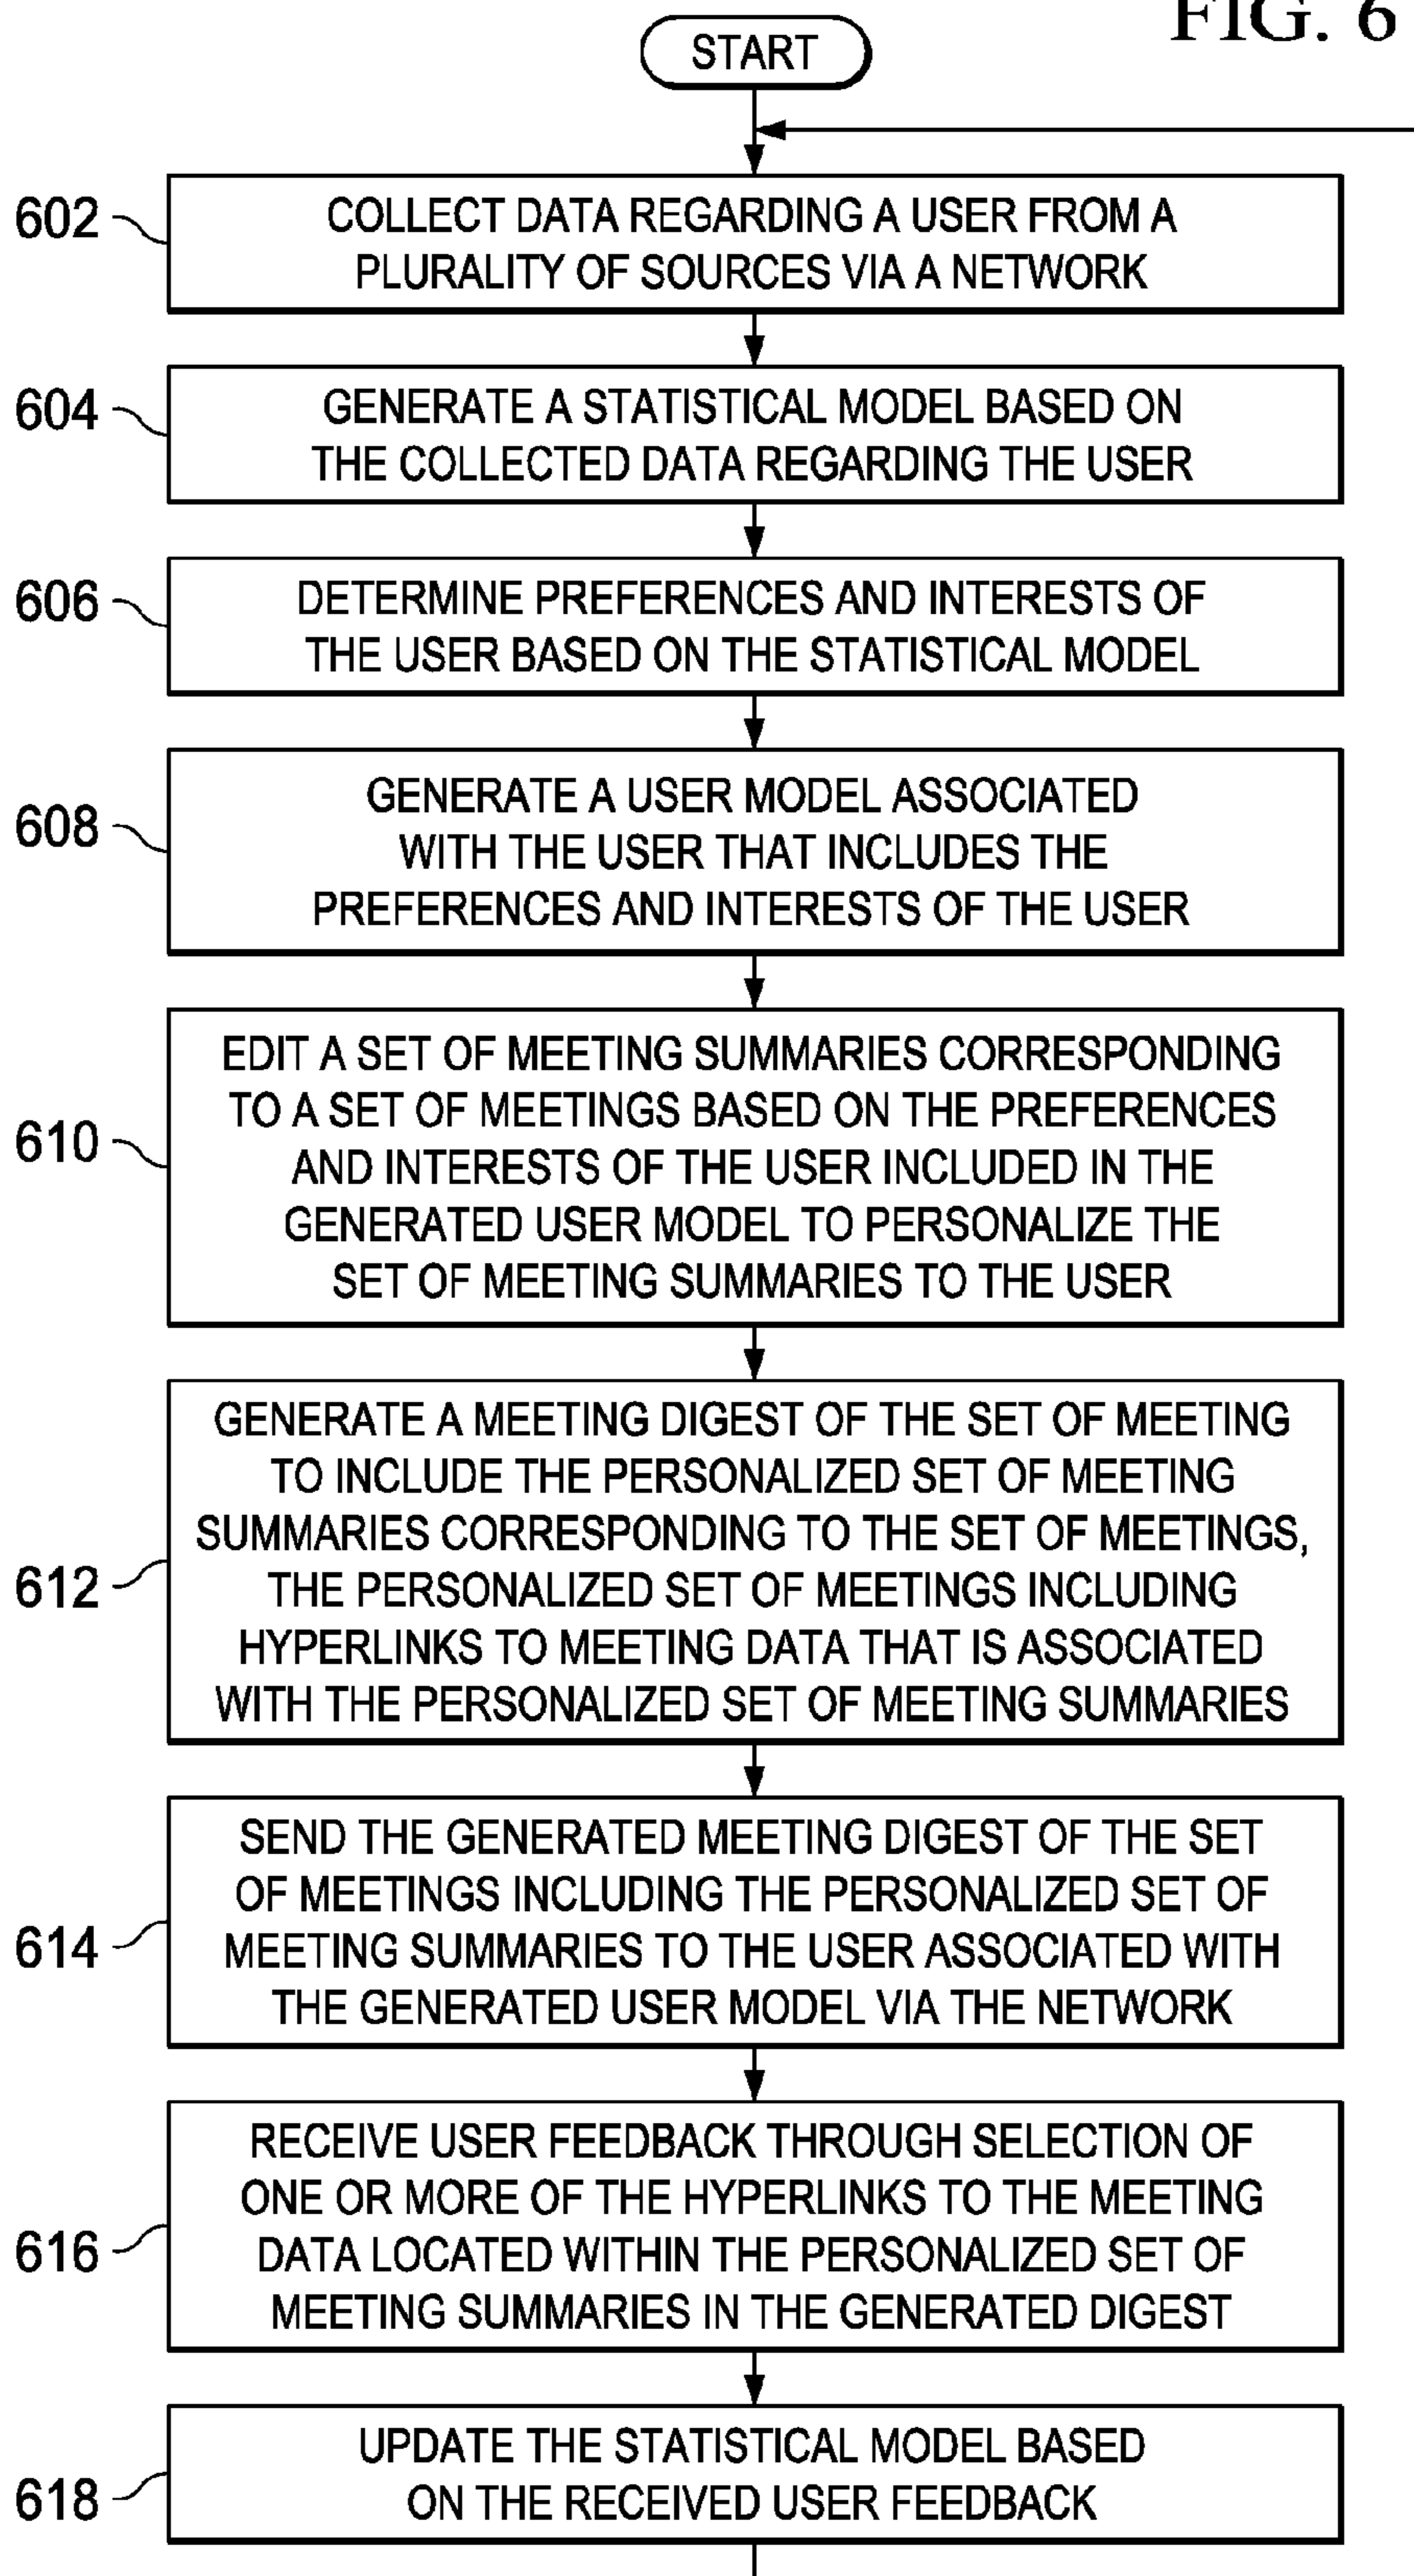 FIG. 6
START
602
COLLECT DATA REGARDING A USER FROM A
PLURALITY OF SOURCES VIA A NETWORK
604
GENERATE A STATISTICAL MODEL BASED ON
THE COLLECTED DATA REGARDING THE USER
606
DETERMINE PREFERENCES AND INTERESTS OF
THE USER BASED ON THE STATISTICAL MODEL
608
GENERATE A USER MODEL ASSOCIATED
WITH THE USER THAT INCLUDES THE
PREFERENCES AND INTERESTS OF THE USER
610
EDIT A SET OF MEETING SUMMARIES CORRESPONDING
TO A SET OF MEETINGS BASED ON THE PREFERENCES
AND INTERESTS OF THE USER INCLUDED IN THE
GENERATED USER MODEL TO PERSONALIZE THE
SET OF MEETING SUMMARIES TO THE USER
612
GENERATE A MEETING DIGEST OF THE SET OF MEETING
TO INCLUDE THE PERSONALIZED SET OF MEETING
SUMMARIES CORRESPONDING TO THE SET OF MEETINGS,
THE PERSONALIZED SET OF MEETINGS INCLUDING
HYPERLINKS TO MEETING DATA THAT IS ASSOCIATED
WITH THE PERSONALIZED SET OF MEETING SUMMARIES
614
SEND THE GENERATED MEETING DIGEST OF THE SET
OF MEETINGS INCLUDING THE PERSONALIZED SET OF
MEETING SUMMARIES TO THE USER ASSOCIATED WITH
THE GENERATED USER MODEL VIA THE NETWORK
616
RECEIVE USER FEEDBACK THROUGH SELECTION OF
ONE OR MORE OF THE HYPERLINKS TO THE MEETING
DATA LOCATED WITHIN THE PERSONALIZED SET OF
MEETING SUMMARIES IN THE GENERATED DIGEST
618
UPDATE THE STATISTICAL MODEL BASED
ON THE RECEIVED USER FEEDBACK